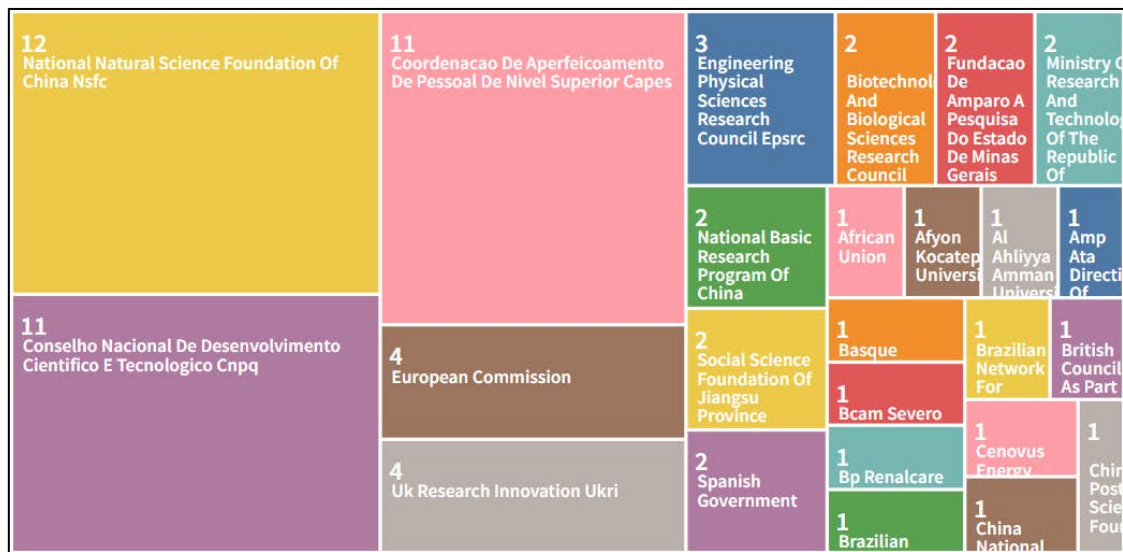 12
National Natural Science Foundation Of
China Nsfc
11
Conselho Nacional De Desenvolvimento
Cientifico E Tecnologico Cnpq
11
Coordenacao De Aperfeicoamento
De Pessoal De Nivel Superior Capes
4
European Commission
4
Uk Research Innovation Ukri
3
Engineering
Physical
Sciences
Research
Council Epsrc
2
And
Biological
Sciences
Research
Council
2
Fundacao
De
Amparo A
Pesquisa
Do Estado
De Minas
Gerais
2
Ministry
Research
And
Of The
Republic
Of
2
National Basic
Research
Program Of
China
2
Social Science
Foundation Of
Jiangsu
Province
2
Spanish
Government
1
African
Union
1
Afyon
1
Al
Ahliyya
Amman
1
Amp
Ata
Of
1
Basque
1
Bcam Severo
1
Bp Renalcare
1
Brazilian
1
Brazilian
Network
For
1
British
Council
As Part
1
Cenovus
Energy
1
China
National
1
Post